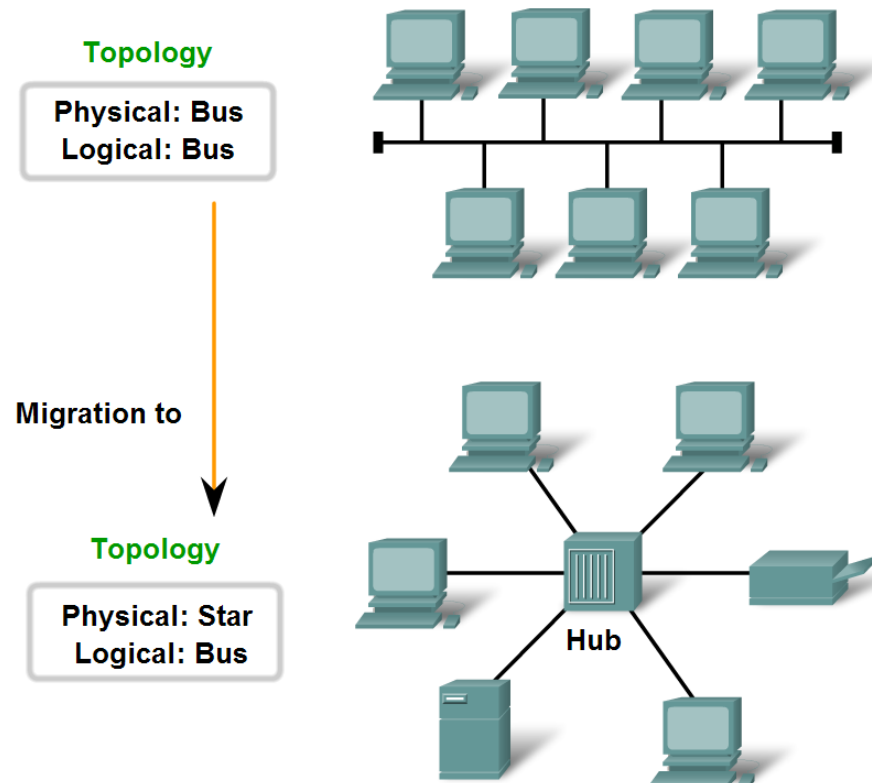 Topology
Physical: Bus
Logical: Bus
Migration to
Topology
Physical: Star
Logical: Bus
Hub